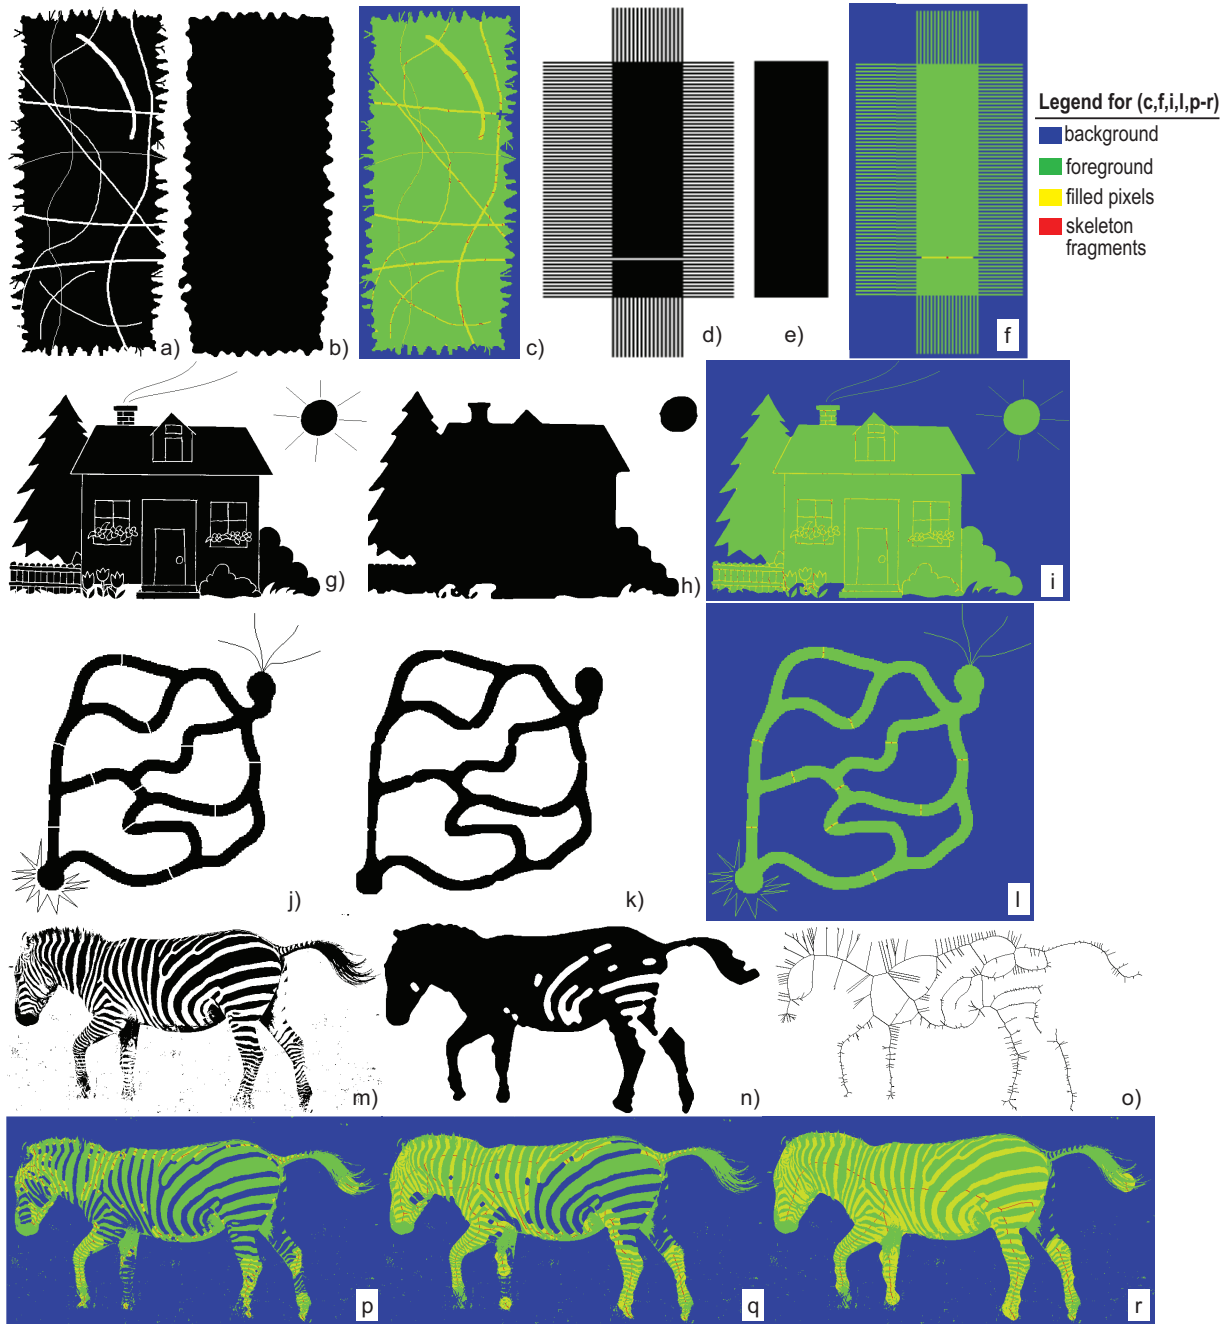 a)
b)
c)
d)
e)
f
Legend for (c,f,i,l,p-r)
background
foreground
filled pixels
skeleton
fragments
g)
h)
i
j)
k)
l
m)
n)
o)
p
q
r